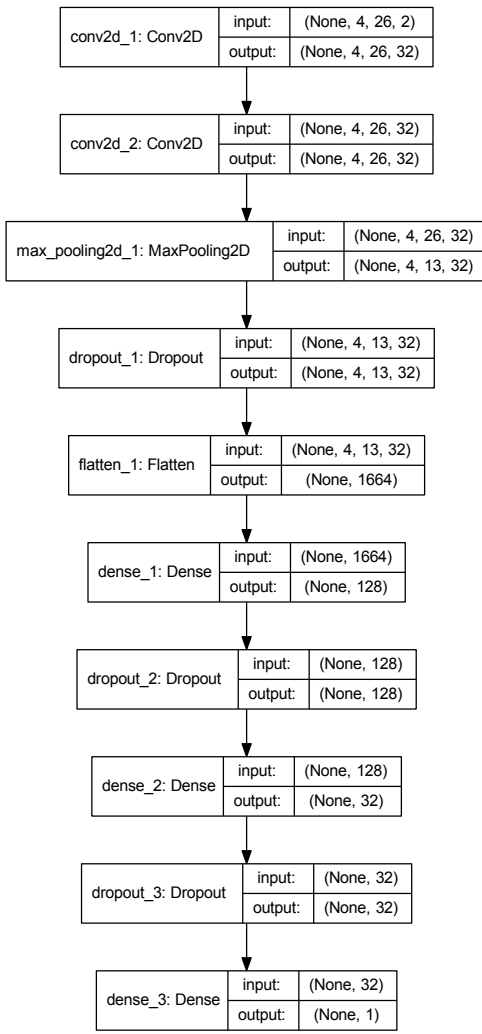 conv2d_1: Conv2D
input: (None, 4, 26, 2)
output: (None, 4, 26, 32)
conv2d_2: Conv2D
input: (None, 4, 26, 32)
output: (None, 4, 26, 32)
max_pooling2d_1: MaxPooling2D
input: (None, 4, 26, 32)
output: (None, 4, 13, 32)
dropout_1: Dropout
input: (None, 4, 13, 32)
output: (None, 4, 13, 32)
flatten_1: Flatten
input: (None, 4, 13, 32)
output: (None, 1664)
dense_1: Dense
input: (None, 1664)
output: (None, 128)
dropout_2: Dropout
input: (None, 128)
output: (None, 128)
dense_2: Dense
input: (None, 128)
output: (None, 32)
dropout_3: Dropout
input: (None, 32)
output: (None, 32)
dense_3: Dense
input: (None, 32)
output: (None, 1)